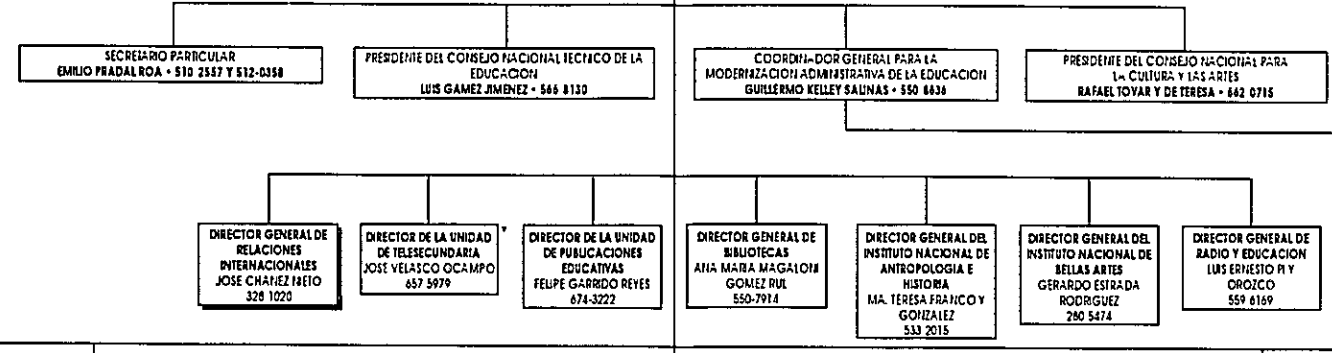 SECRETARIO PARTICULAR
EMILIO PRADAL ROA • 510 2557 Y 512-0358
PRESIDENTE DEL CONSEJO NACIONAL TECNICO DE LA
EDUCACION
LUIS GAMEZ JIMENEZ • 566 8130
COORDINADOR GENERAL PARA LA
MODERNIZACION ADMINISTRATIVA DE LA EDUCACION
GUILLERMO KELLEY SALINAS • 550 8636
PRESIDENTE DEL CONSEJO NACIONAL PARA
LA CULTURA Y LAS ARTES
RAFAEL TOVAR Y DE TERESA • 662 0715
DIRECTOR GENERAL DE
RELACIONES
INTERNACIONALES
JOSE CHANEZ NIETO
328 1020
DIRECTOR DE LA UNIDAD
DE TELESECUNDARIA
JOSE VELASCO OCAMPO
657 5979
DIRECTOR DE LA UNIDAD
DE PUBLICACIONES
EDUCATIVAS
FELIPE GARRIDO REYES
674-3222
DIRECTOR GENERAL DE
BIBLIOTECAS
ANA MARIA MAGALONI
GOMEZ RUL
550-7914
DIRECTOR GENERAL DEL
INSTITUTO NACIONAL DE
ANTROPOLOGIA E
HISTORIA
MA. TERESA FRANCO Y
GONZALEZ
533 2015
DIRECTOR GENERAL DEL
INSTITUTO NACIONAL DE
BELLAS ARTES
GERARDO ESTRADA
RODRIGUEZ
280 5474
DIRECTOR GENERAL DE
RADIO Y EDUCACION
LUIS ERNESTO PI Y
OROZCO
559 6169